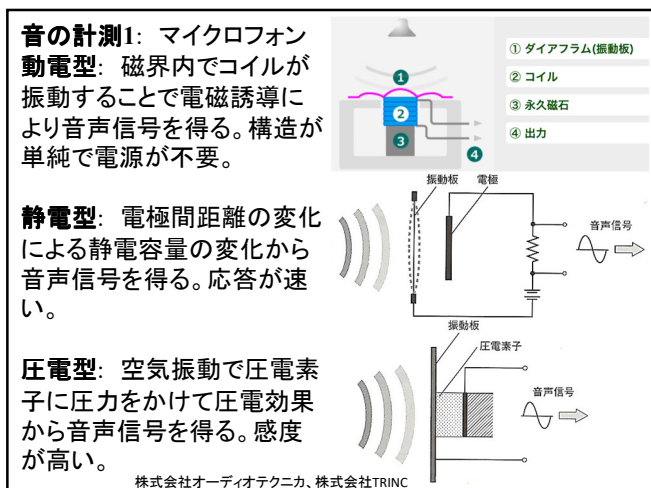 音の計測1: マイクロフォン
動電型: 磁界内でコイルが
振動することで電磁誘導に
より音声信号を得る。構造が
単純で電源が不要。
静電型: 電極間距離の変化
による静電容量の変化から
音声信号を得る。応答が速
い。
圧電型: 空気振動で圧電素
子に圧力をかけて圧電効果
から音声信号を得る。感度
が高い。
株式会社オーディオテクニカ、株式会社TRINC
1
2
3
4
① ダイアフラム(振動板)
② コイル
③ 永久磁石
④ 出力
振動板 電極
音声信号
振動板
圧電素子
音声信号